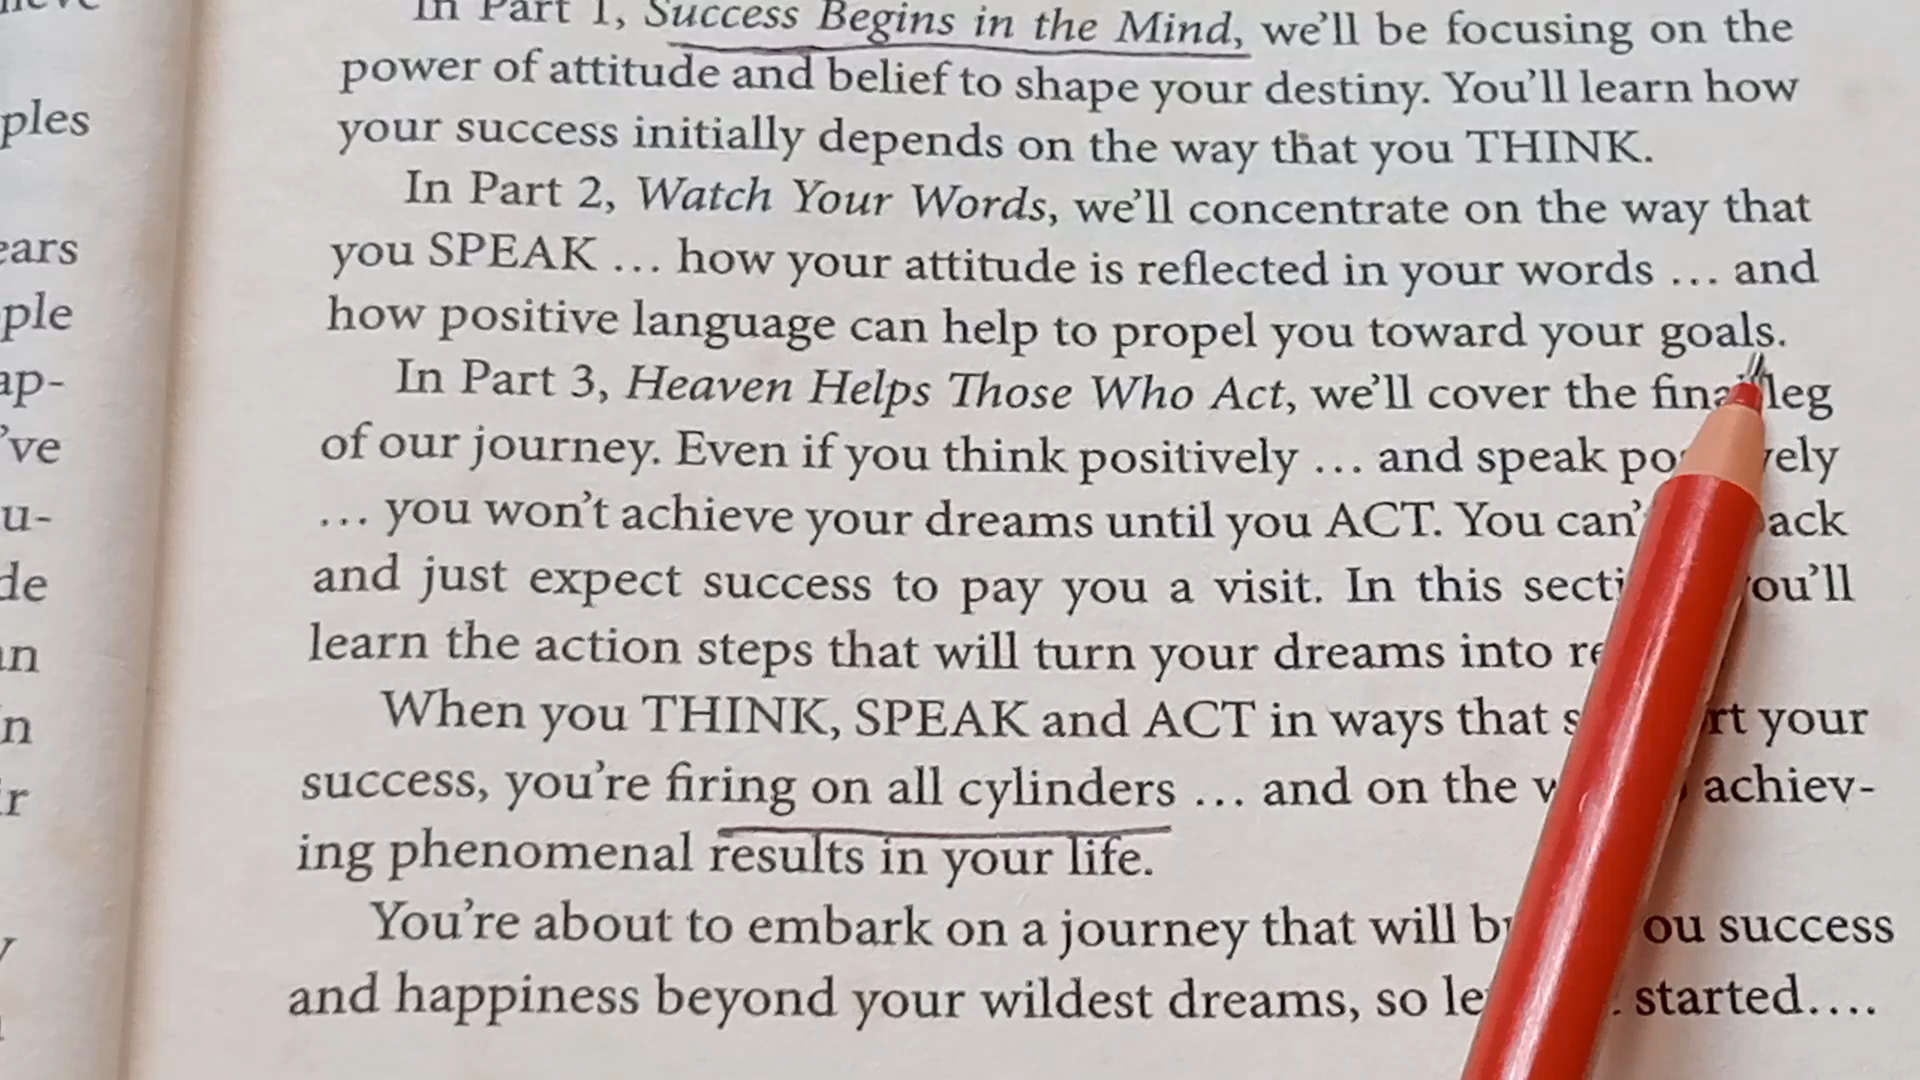 ples
ears
ple
ap-
've
u-
de
an
n
r
y
In Part 1, Success Begins in the Mind, we'll be focusing on the
power of attitude and belief to shape your destiny. You'll learn how
your success initially depends on the way that you THINK.
In Part 2, Watch Your Words, we'll concentrate on the way that
you SPEAK … how your attitude is reflected in your words … and
how positive language can help to propel you toward your goals.
In Part 3, Heaven Helps Those Who Act, we'll cover the final leg
of our journey. Even if you think positively … and speak
… you won't achieve your dreams until you ACT. You
and just expect success to pay you a visit. In this you'll
learn the action steps that will turn your dreams into
When you THINK, SPEAK and ACT in ways that your
success, you're firing on all cylinders … and on the achiev-
ing phenomenal results in your life.
You're about to embark on a journey that will success
and happiness beyond your wildest dreams, so started….